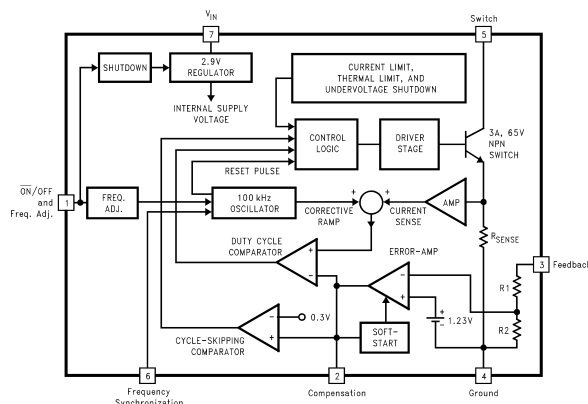 V_IN
7
Switch
5
SHUTDOWN
2.9V
REGULATOR
CURRENT LIMIT,
THERMAL LIMIT, AND
UNDERVOLTAGE SHUTDOWN
INTERNAL SUPPLY
VOLTAGE
CONTROL
LOGIC
DRIVER
STAGE
3A, 65V
NPN
SWITCH
RESET PULSE
ON/OFF
and
Freq. Adj.
1
FREQ.
ADJ.
100 kHz
OSCILLATOR
+
+
AMP
CORRECTIVE
RAMP
CURRENT
SENSE
R_SENSE
DUTY CYCLE
COMPARATOR
+
−
ERROR-AMP
−
+
3
Feedback
R1
+
−
1.23V
R2
−
0.3V
+
CYCLE-SKIPPING
COMPARATOR
SOFT-
START
6
2
4
Frequency
Synchronization
Compensation
Ground